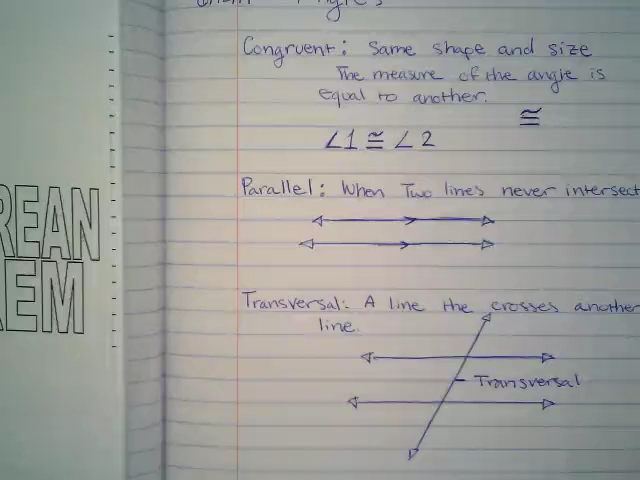 Congruent: Same shape and size
The measure of the angle is
equal to another.
≅
∠1 ≅ ∠2
Parallel: When Two lines never intersect
Transversal: A line the crosses another
line.
Transversal
REAN
REM